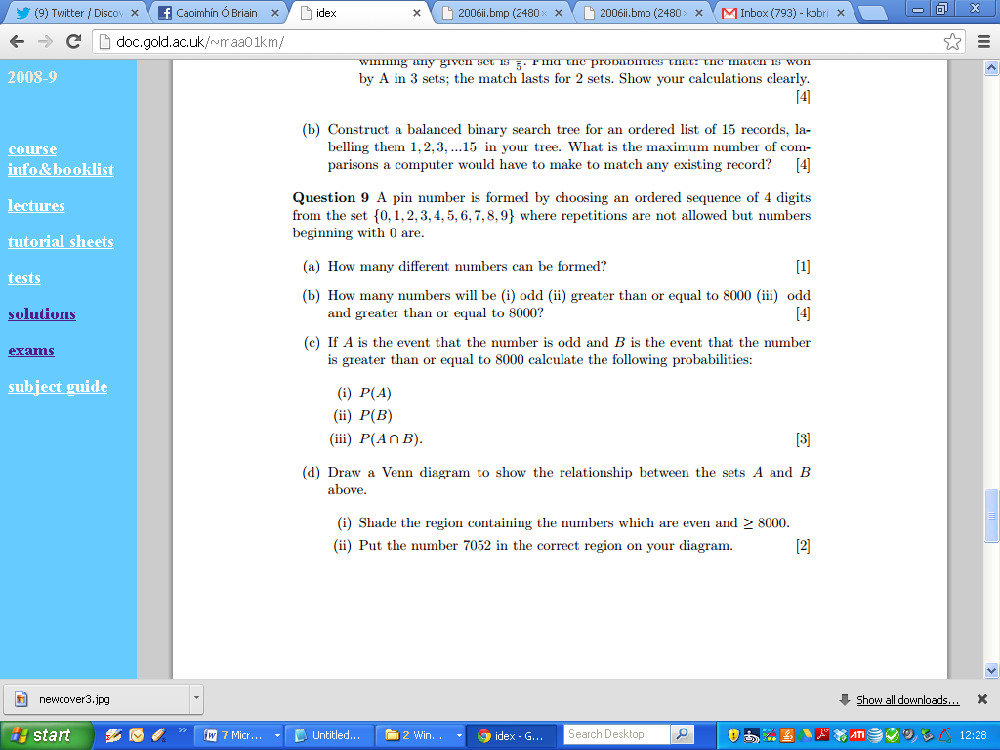 (9) Twitter / Discov
Caoimhín Ó Briain
idex
2006ii.bmp (2480
2006ii.bmp (2480
Inbox (793) - kobri
doc.gold.ac.uk/~maa01km/
2008-9
course
info&booklist
lectures
tutorial sheets
tests
solutions
exams
subject guide
winning any given set is 2/5. Find the probabilities that: the match is won
by A in 3 sets; the match lasts for 2 sets. Show your calculations clearly.
[4]
(b) Construct a balanced binary search tree for an ordered list of 15 records, la-
belling them 1, 2, 3, ...15 in your tree. What is the maximum number of com-
parisons a computer would have to make to match any existing record? [4]
Question 9 A pin number is formed by choosing an ordered sequence of 4 digits
from the set {0, 1, 2, 3, 4, 5, 6, 7, 8, 9} where repetitions are not allowed but numbers
beginning with 0 are.
(a) How many different numbers can be formed? [1]
(b) How many numbers will be (i) odd (ii) greater than or equal to 8000 (iii) odd
and greater than or equal to 8000? [4]
(c) If A is the event that the number is odd and B is the event that the number
is greater than or equal to 8000 calculate the following probabilities:
(i) P(A)
(ii) P(B)
(iii) P(A ∩ B). [3]
(d) Draw a Venn diagram to show the relationship between the sets A and B
above.
(i) Shade the region containing the numbers which are even and ≥ 8000.
(ii) Put the number 7052 in the correct region on your diagram. [2]
newcover3.jpg
Show all downloads...
start
7 Micr...
Untitled...
2 Win...
idex - G...
Search Desktop
12:28